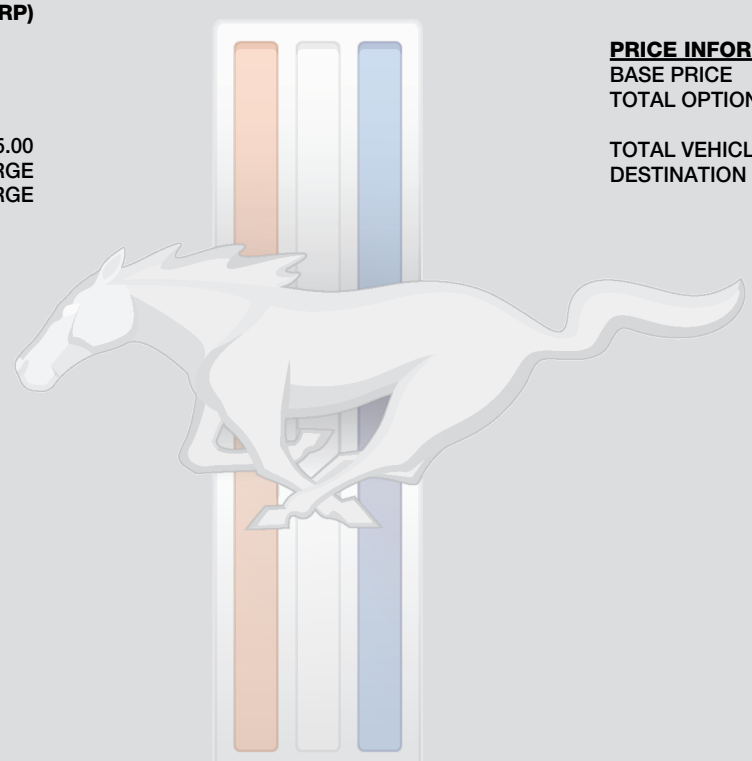 RP)
5.00
RGE
RGE
PRICE INFOR
BASE PRICE
TOTAL OPTION
TOTAL VEHICL
DESTINATION